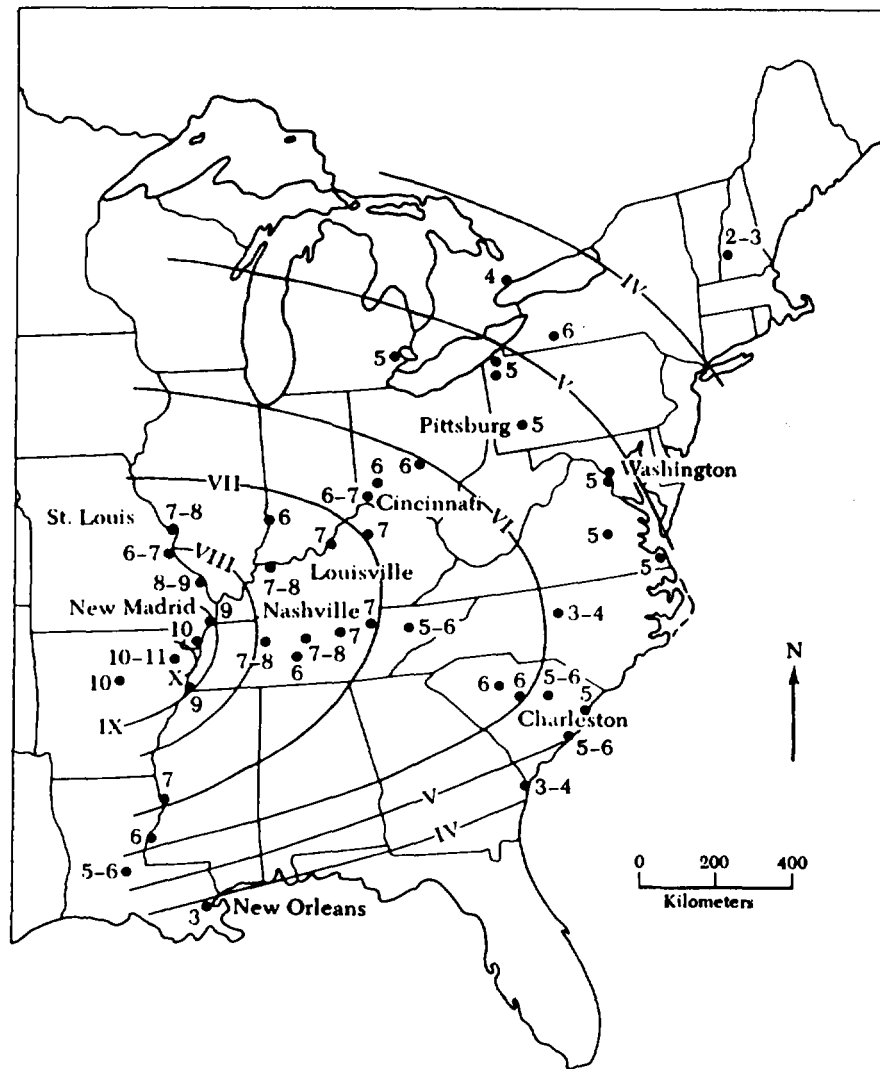 2-3
IV
4
6
5
5
V
Pittsburg 5
Washington
5
6 6
VII
6-7 Cincinnati
VI
St. Louis 7-8
6
7
7
5
5
6-7 VIII
7-8
Louisville
8-9
New Madrid 9
Nashville
7
3-4
10
7
5-6
10-11
7-8
7-8
6
10
X
9
6
6
5-6
5
IX
Charleston
5-6
7
V
3-4
6
IV
5-6
3 New Orleans
N
0 200 400
Kilometers